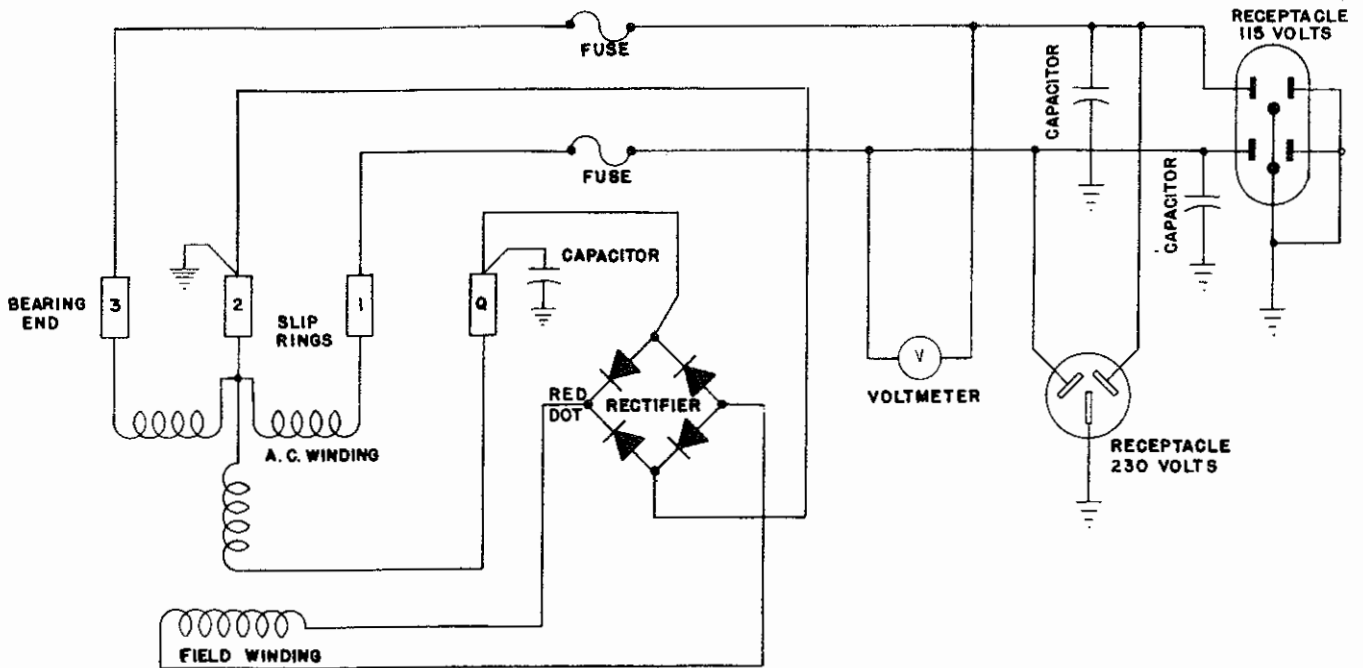 RECEPTACLE
115 VOLTS
FUSE
CAPACITOR
FUSE
CAPACITOR
Q
CAPACITOR
BEARING
END
3
2
SLIP
RINGS
1
V
VOLTMETER
RED
DOT
RECTIFIER
A.C. WINDING
RECEPTACLE
230 VOLTS
FIELD WINDING